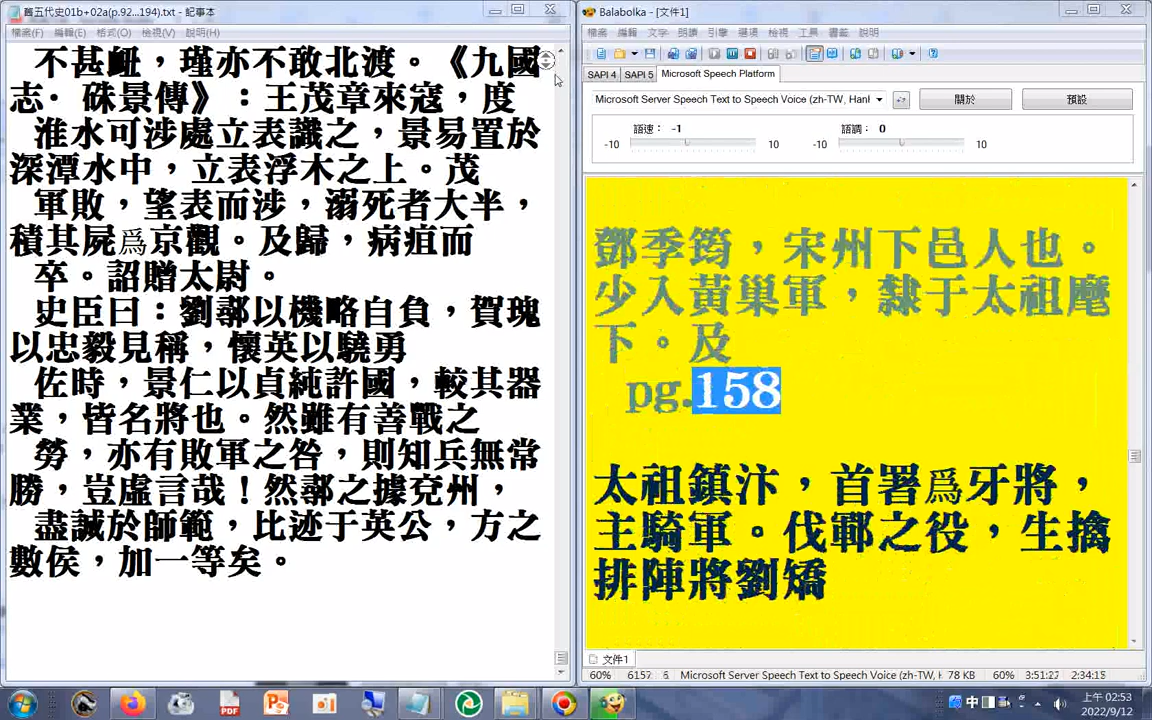 舊五代史01b+02a(p.92...194).txt - 記事本
檔案(F) 編輯(E) 格式(O) 檢視(V) 說明(H)
不甚衄，瑾亦不敢北渡。《九國
志·硃景傳》：王茂章來寇，度
淮水可涉處立表識之，景易置於
深潭水中，立表浮木之上。茂
軍敗，望表而涉，溺死者大半，
積其屍爲京觀。及歸，病疽而
卒。詔贈太尉。
史臣曰：劉鄩以機略自負，賀瑰
以忠毅見稱，懷英以驍勇
佐時，景仁以貞純許國，較其器
業，皆名將也。然雖有善戰之
勞，亦有敗軍之咎，則知兵無常
勝，豈虛言哉！然鄩之據兗州，
盡誠於師範，比迹于英公，方之
數侯，加一等矣。
Balabolka - [文件1]
檔案 編輯 文字 朗讀 引擎 選項 檢視 工具 書籤 說明
SAPI 4 SAPI 5 Microsoft Speech Platform
Microsoft Server Speech Text to Speech Voice (zh-TW, Hanl
關於
預設
語速： -1 語調： 0
-10 10 -10 10
鄧季筠，宋州下邑人也。
少入黃巢軍，隸于太祖麾
下。及
pg.158
太祖鎮汴，首署爲牙將，
主騎軍。伐鄆之役，生擒
排陣將劉矯
文件1
60% 6157 Microsoft Server Speech Text to Speech Voice (zh-TW, 78 KB 60% 3:51:27 2:34:15
PDF
中
上午 02:53
2022/9/12